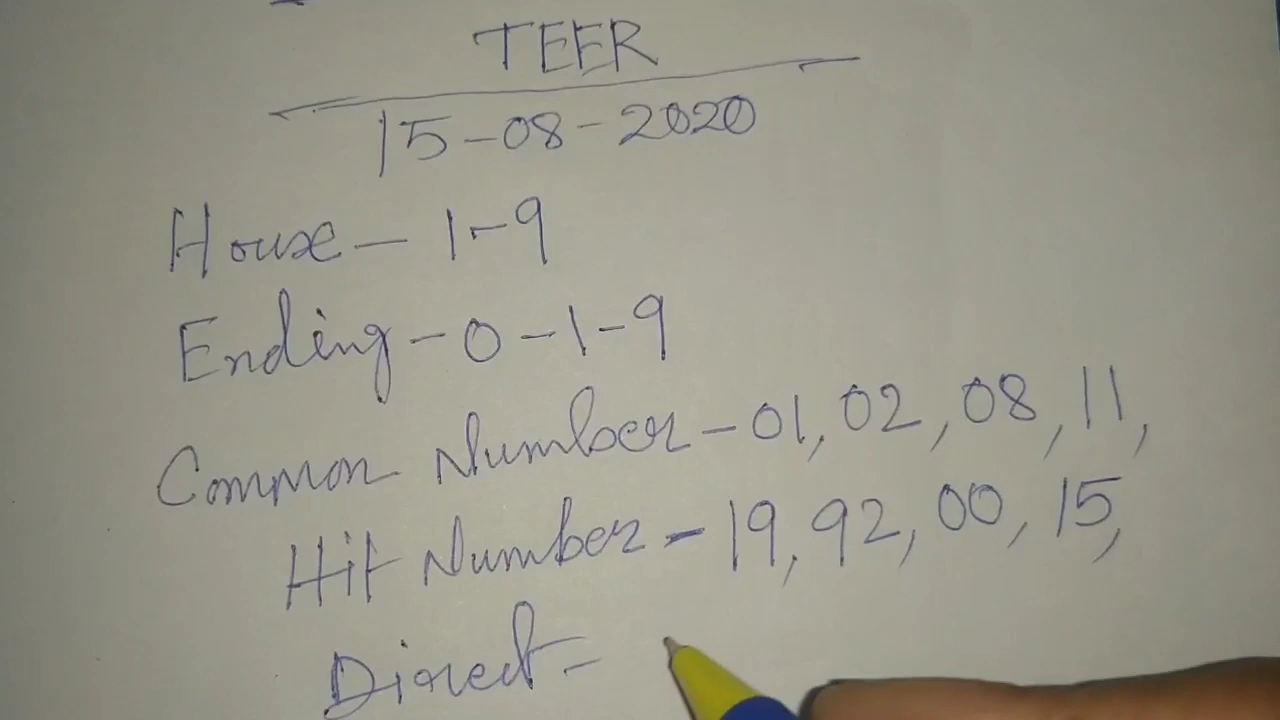 TEER
15-08-2020
House - 1-9
Ending - 0-1-9
Common Number - 01, 02, 08, 11,
Hit Number - 19, 92, 00, 15,
Direct =